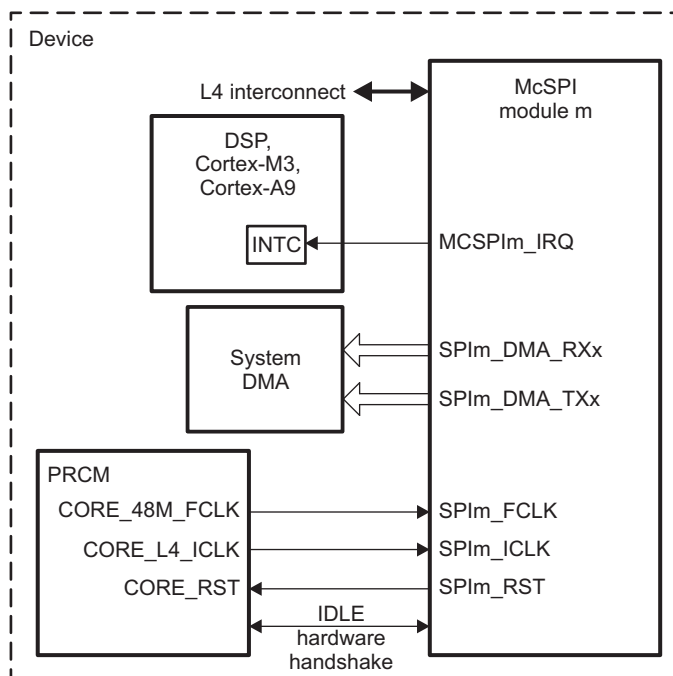 Device
L4 interconnect
McSPI
module m
DSP,
Cortex-M3,
Cortex-A9
INTC
MCSPIm_IRQ
System
DMA
SPIm_DMA_RXx
SPIm_DMA_TXx
PRCM
CORE_48M_FCLK
SPIm_FCLK
CORE_L4_ICLK
SPIm_ICLK
CORE_RST
SPIm_RST
IDLE
hardware
handshake